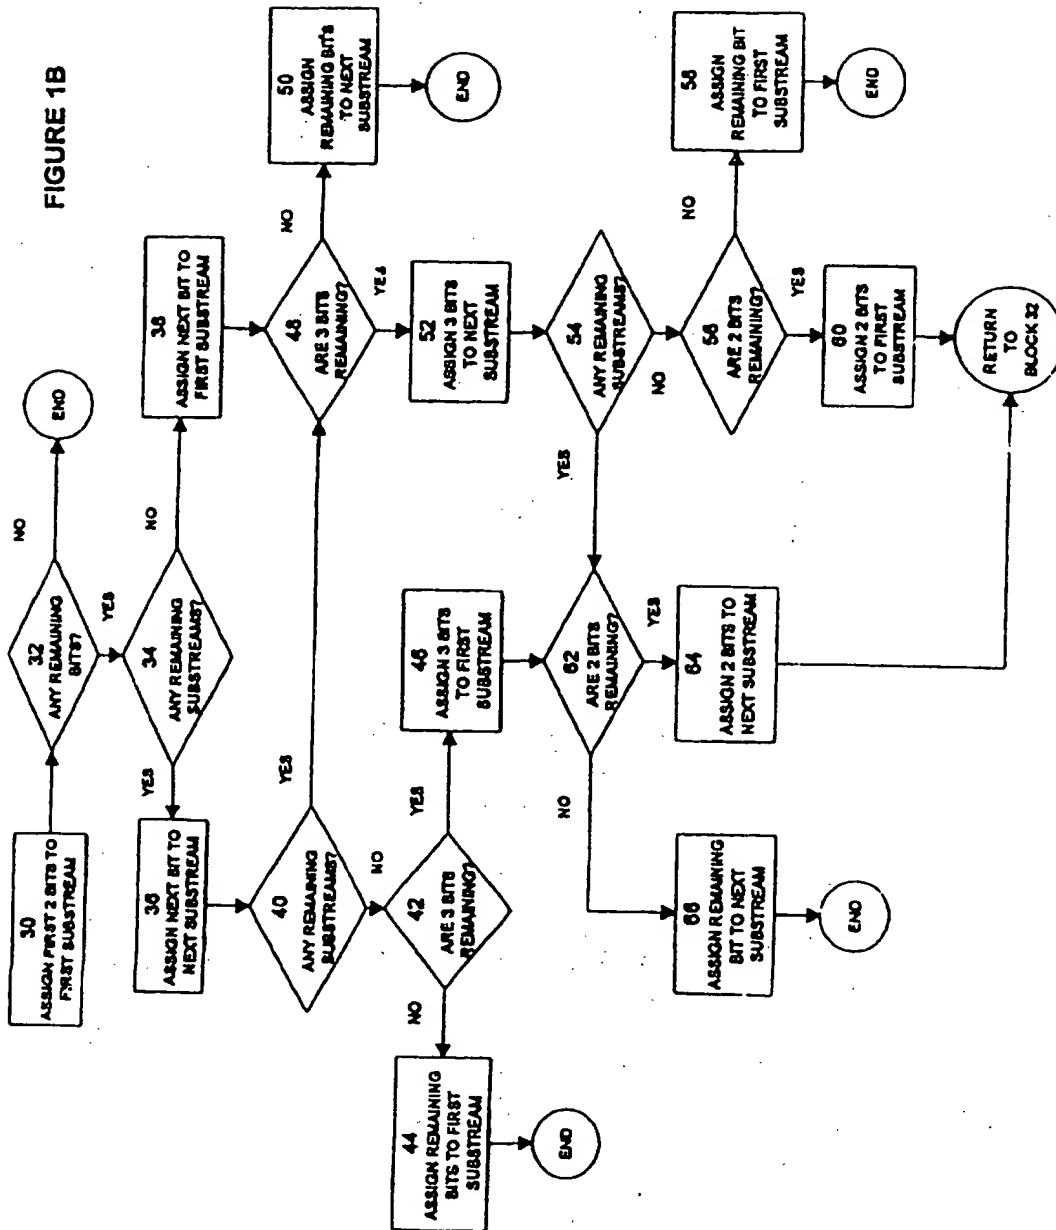 FIGURE 1B
30
ASSIGN FIRST 2 BITS TO
FIRST SUBSTREAM
32
ANY REMAINING
BITS?
NO
END
YES
34
ANY REMAINING
SUBSTREAMS?
YES
NO
36
ASSIGN NEXT BIT TO
NEXT SUBSTREAM
38
ASSIGN NEXT BIT TO
FIRST SUBSTREAM
40
ANY REMAINING
SUBSTREAMS?
YES
NO
48
ARE 3 BITS
REMAINING?
NO
YES
50
ASSIGN
REMAINING BITS
TO NEXT
SUBSTREAM
END
42
ARE 3 BITS
REMAINING?
NO
YES
44
ASSIGN REMAINING
BITS TO FIRST
SUBSTREAM
END
46
ASSIGN 3 BITS
TO FIRST
SUBSTREAM
52
ASSIGN 3 BITS
TO NEXT
SUBSTREAM
54
ANY REMAINING
SUBSTREAMS?
YES
NO
56
ARE 2 BITS
REMAINING?
NO
YES
58
ASSIGN
REMAINING BIT
TO FIRST
SUBSTREAM
END
60
ASSIGN 2 BITS
TO FIRST
SUBSTREAM
62
ARE 2 BITS
REMAINING?
NO
YES
64
ASSIGN 2 BITS TO
NEXT SUBSTREAM
66
ASSIGN REMAINING
BIT TO NEXT
SUBSTREAM
END
RETURN
TO
BLOCK 32